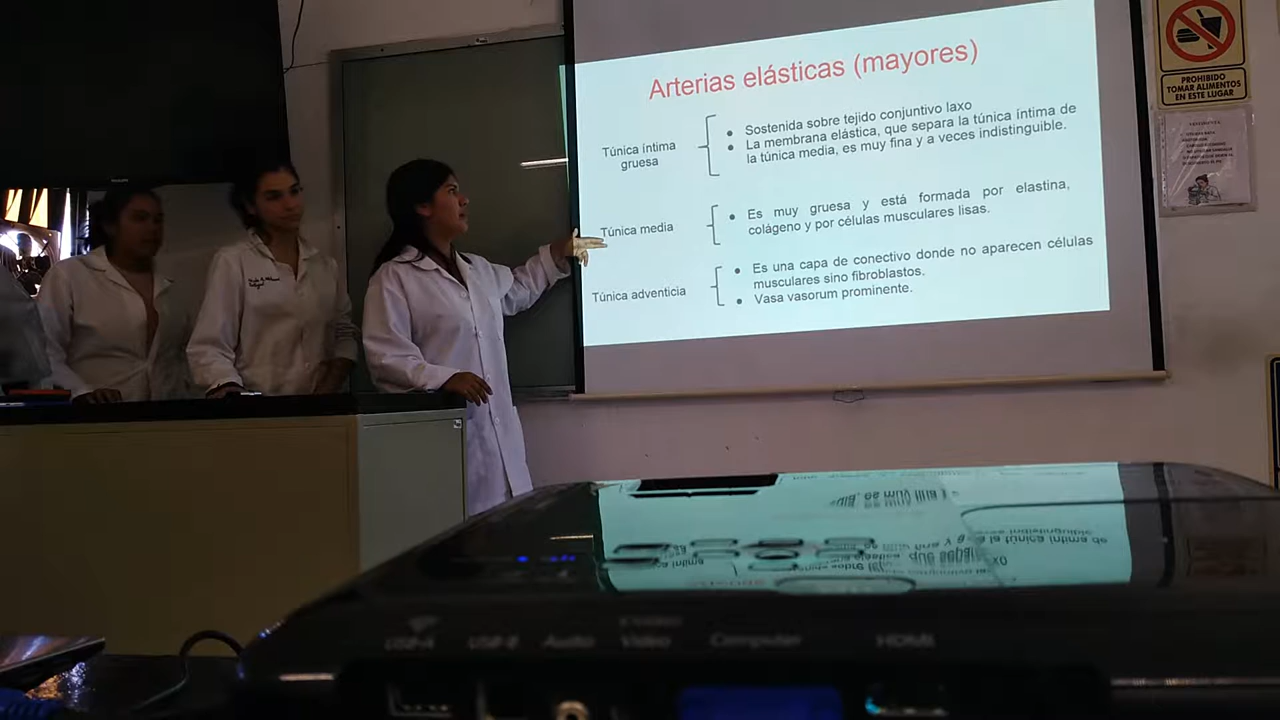 Arterias elásticas (mayores)
Túnica íntima
gruesa
• Sostenida sobre tejido conjuntivo laxo
• La membrana elástica, que separa la túnica íntima de
la túnica media, es muy fina y a veces indistinguible.
Túnica media
• Es muy gruesa y está formada por elastina,
colágeno y por células musculares lisas.
Túnica adventicia
• Es una capa de conectivo donde no aparecen células
musculares sino fibroblastos.
• Vasa vasorum prominente.
PROHIBIDO
TOMAR ALIMENTOS
EN ESTE LUGAR
PHILIPS
USB-A USB-B Audio Video Computer HDMI